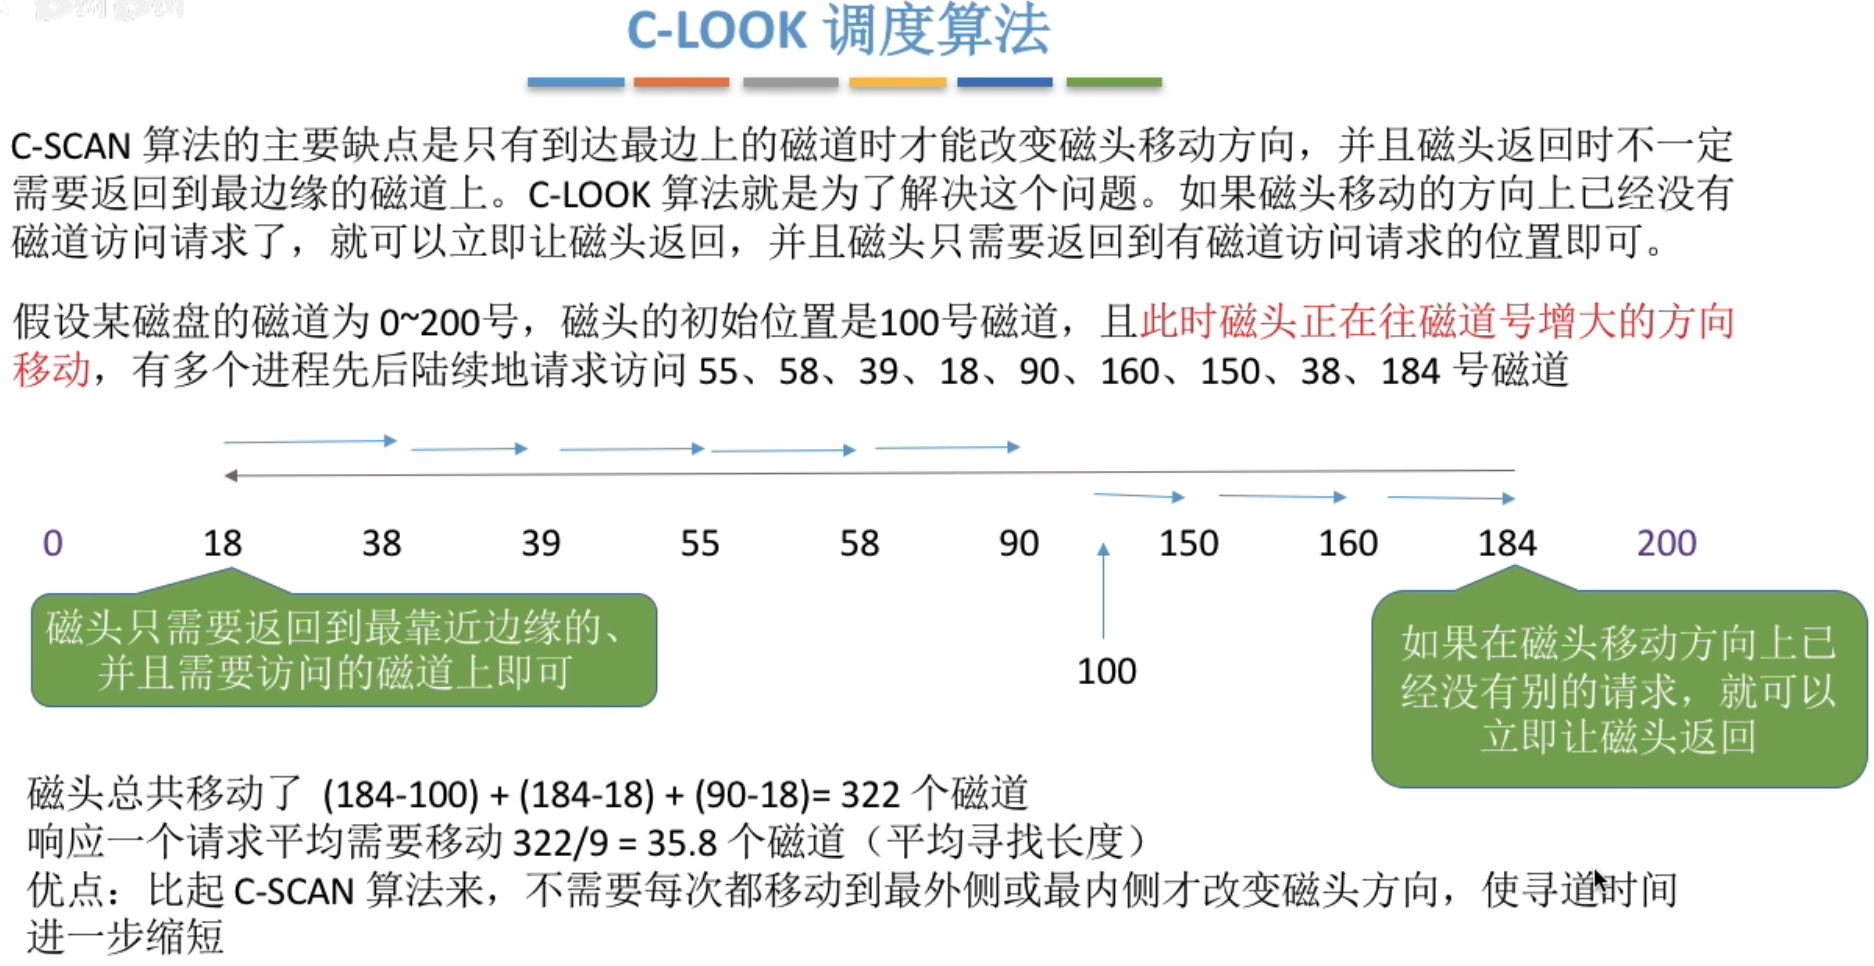 C-LOOK 调度算法
C-SCAN 算法的主要缺点是只有到达最边上的磁道时才能改变磁头移动方向，并且磁头返回时不一定
需要返回到最边缘的磁道上。C-LOOK 算法就是为了解决这个问题。如果磁头移动的方向上已经没有
磁道访问请求了，就可以立即让磁头返回，并且磁头只需要返回到有磁道访问请求的位置即可。
假设某磁盘的磁道为 0~200号，磁头的初始位置是100号磁道，且此时磁头正在往磁道号增大的方向
移动，有多个进程先后陆续地请求访问 55、58、39、18、90、160、150、38、184 号磁道
0 18 38 39 55 58 90 150 160 184 200
磁头只需要返回到最靠近边缘的、
并且需要访问的磁道上即可
100
如果在磁头移动方向上已
经没有别的请求，就可以
立即让磁头返回
磁头总共移动了 (184-100) + (184-18) + (90-18)= 322 个磁道
响应一个请求平均需要移动 322/9 = 35.8 个磁道（平均寻找长度）
优点：比起 C-SCAN 算法来，不需要每次都移动到最外侧或最内侧才改变磁头方向，使寻道时间
进一步缩短